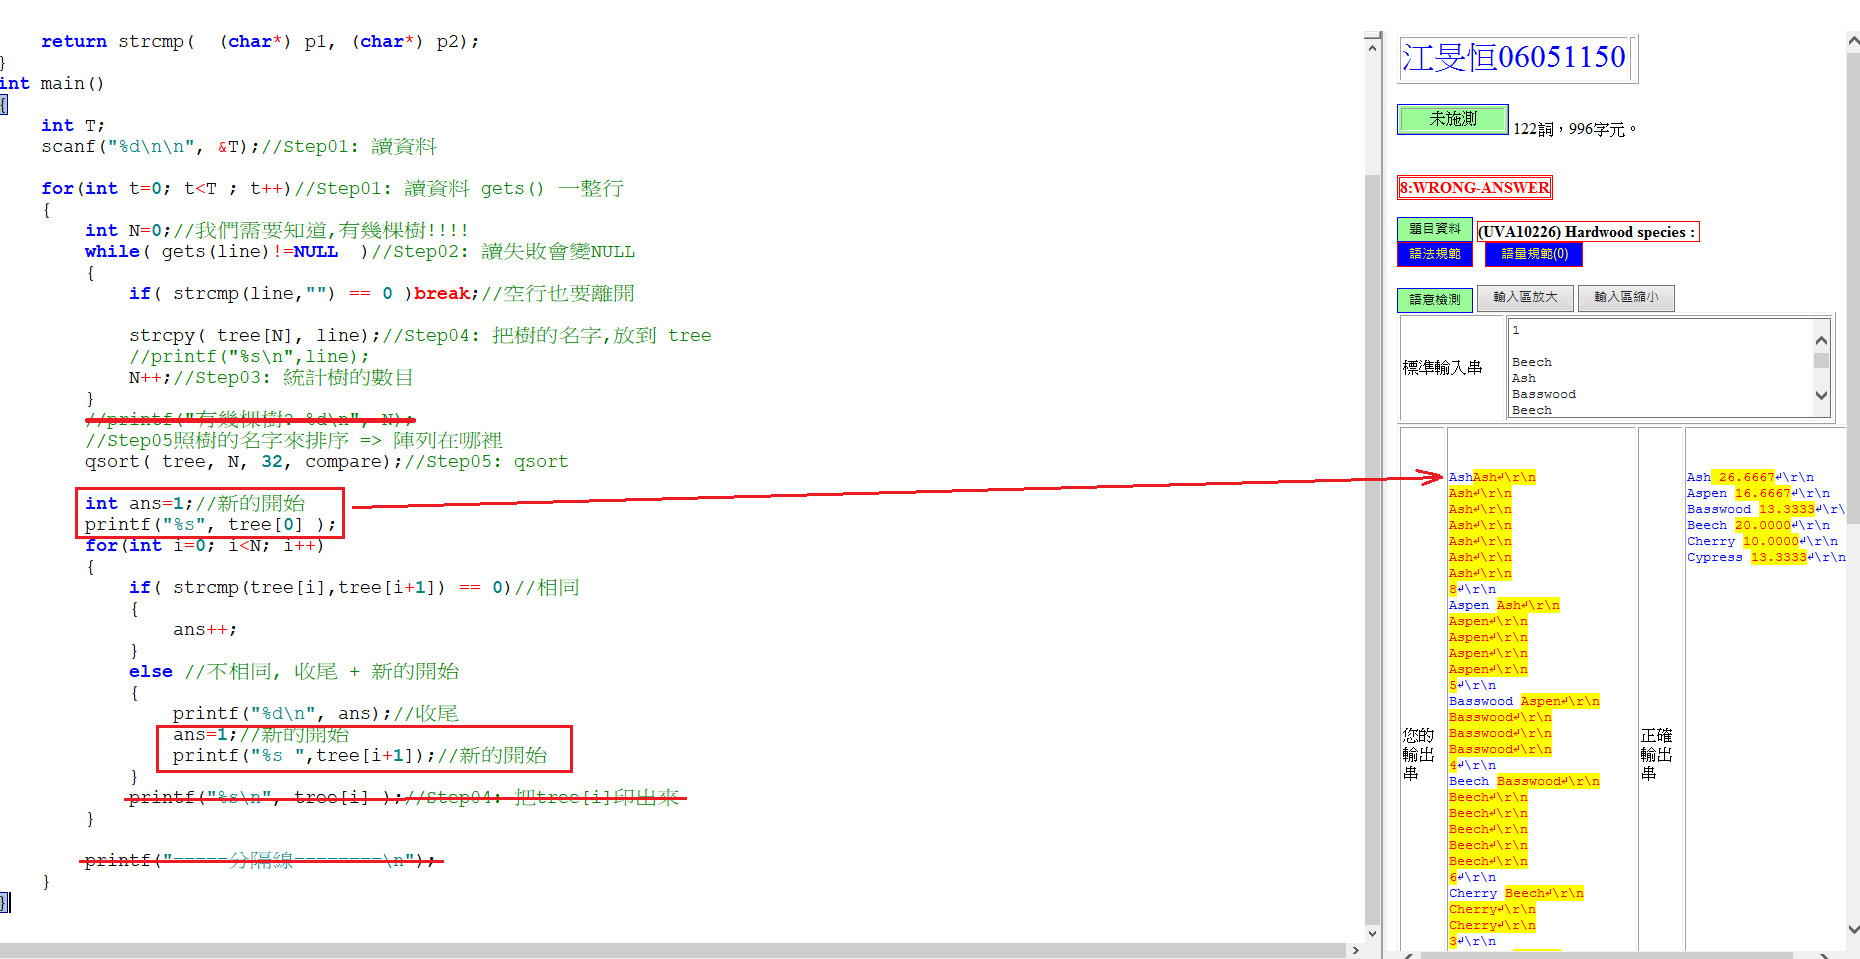 return strcmp(  (char*) p1, (char*) p2);
}
int main()
{
int T;
scanf("%d\n\n", &T);//Step01: 讀資料
for(int t=0; t<T ; t++)//Step01: 讀資料 gets() 一整行
{
int N=0;//我們需要知道,有幾棵樹!!!!
while( gets(line)!=NULL  )//Step02: 讀失敗會變NULL
{
if( strcmp(line,"") == 0 )break;//空行也要離開
strcpy( tree[N], line);//Step04: 把樹的名字,放到 tree
//printf("%s\n",line);
N++;//Step03: 統計樹的數目
}
//printf("有幾棵樹? %d\n", N);
//Step05照樹的名字來排序 => 陣列在哪裡
qsort( tree, N, 32, compare);//Step05: qsort
int ans=1;//新的開始
printf("%s", tree[0] );
for(int i=0; i<N; i++)
{
if( strcmp(tree[i],tree[i+1]) == 0)//相同
{
ans++;
}
else //不相同, 收尾 + 新的開始
{
printf("%d\n", ans);//收尾
ans=1;//新的開始
printf("%s ",tree[i+1]);//新的開始
}
printf("%s\n", tree[i] );//Step04: 把tree[i]印出來
}
printf("-----分隔線--------\n");
}
}
江旻恒06051150
未施測 122詞，996字元。
8:WRONG-ANSWER
題目資料 (UVA10226) Hardwood species :
語法規範 語量規範(0)
語意檢測 輸入區放大 輸入區縮小
標準輸入串
1
Beech
Ash
Basswood
Beech
您的輸出串
AshAsh↵\r\n
Ash↵\r\n
Ash↵\r\n
Ash↵\r\n
Ash↵\r\n
Ash↵\r\n
Ash↵\r\n
8↵\r\n
Aspen Ash↵\r\n
Aspen↵\r\n
Aspen↵\r\n
Aspen↵\r\n
Aspen↵\r\n
5↵\r\n
Basswood Aspen↵\r\n
Basswood↵\r\n
Basswood↵\r\n
Basswood↵\r\n
4↵\r\n
Beech Basswood↵\r\n
Beech↵\r\n
Beech↵\r\n
Beech↵\r\n
Beech↵\r\n
Beech↵\r\n
6↵\r\n
Cherry Beech↵\r\n
Cherry↵\r\n
Cherry↵\r\n
3↵\r\n
正確輸出串
Ash 26.6667↵\r\n
Aspen 16.6667↵\r\n
Basswood 13.3333↵\r\
Beech 20.0000↵\r\n
Cherry 10.0000↵\r\n
Cypress 13.3333↵\r\n